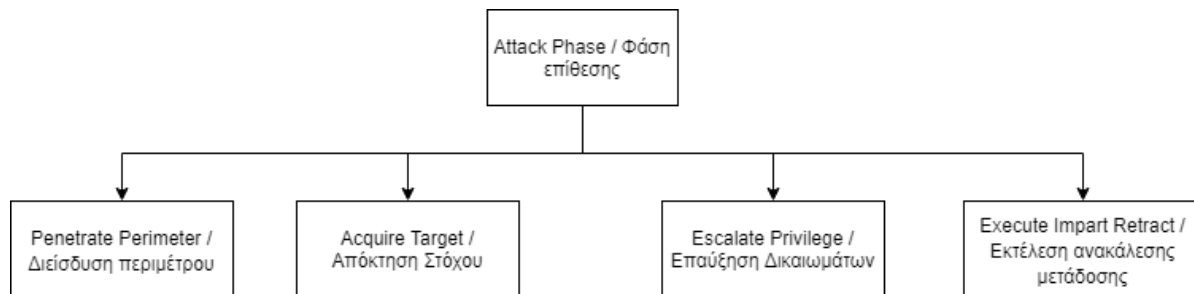 Attack Phase / Φάση
επίθεσης
Penetrate Perimeter /
Διείσδυση περιμέτρου
Acquire Target /
Απόκτηση Στόχου
Escalate Privilege /
Επαύξηση Δικαιωμάτων
Execute Impart Retract /
Εκτέλεση ανακάλεσης
μετάδοσης